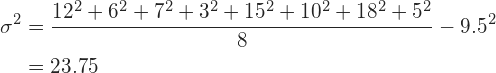 σ² = (12² + 6² + 7² + 3² + 15² + 10² + 18² + 5²) / 8 − 9.5²
= 23.75